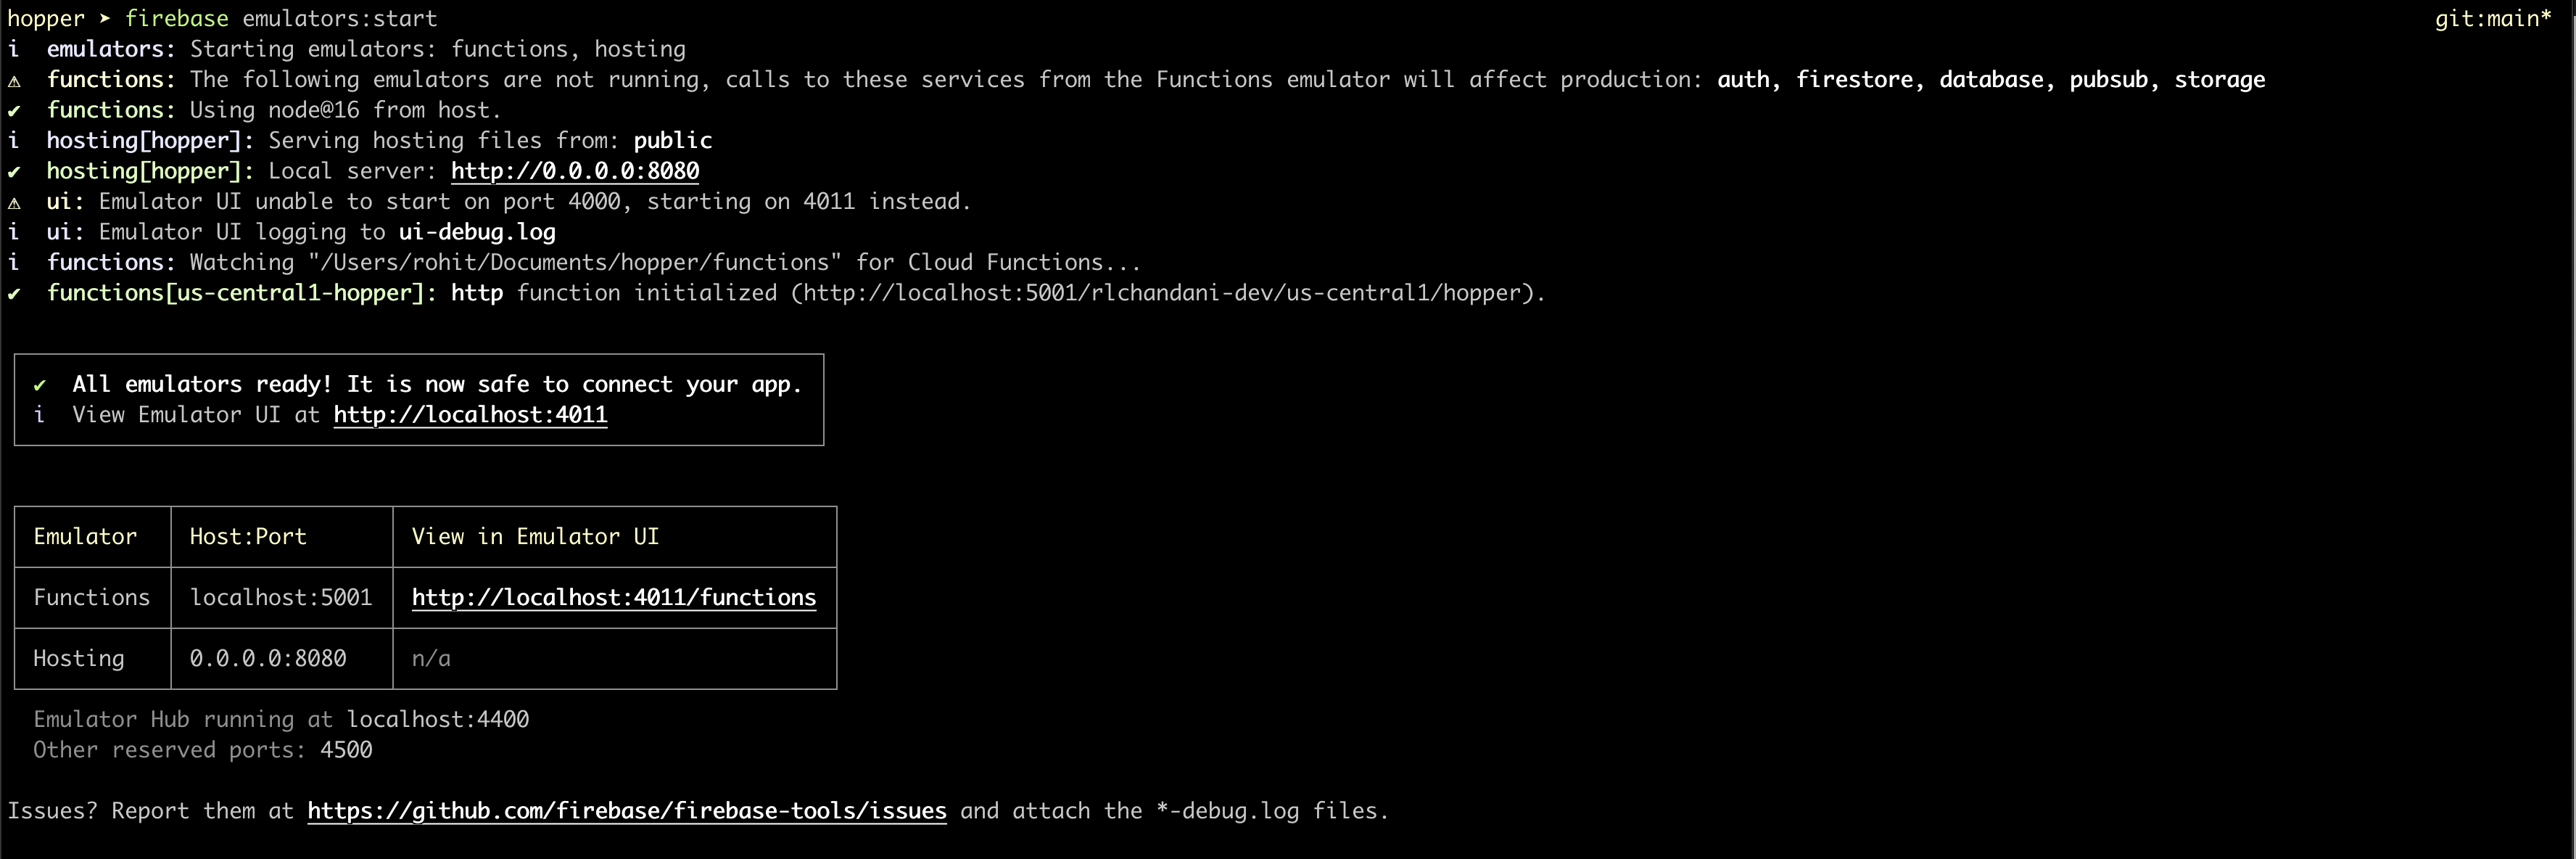 hopper ➤ firebase emulators:start git:main*
i  emulators: Starting emulators: functions, hosting
⚠  functions: The following emulators are not running, calls to these services from the Functions emulator will affect production: auth, firestore, database, pubsub, storage
✔  functions: Using node@16 from host.
i  hosting[hopper]: Serving hosting files from: public
✔  hosting[hopper]: Local server: http://0.0.0.0:8080
⚠  ui: Emulator UI unable to start on port 4000, starting on 4011 instead.
i  ui: Emulator UI logging to ui-debug.log
i  functions: Watching "/Users/rohit/Documents/hopper/functions" for Cloud Functions...
✔  functions[us-central1-hopper]: http function initialized (http://localhost:5001/rlchandani-dev/us-central1/hopper).
✔  All emulators ready! It is now safe to connect your app.
i  View Emulator UI at http://localhost:4011
Emulator Host:Port View in Emulator UI
Functions localhost:5001 http://localhost:4011/functions
Hosting 0.0.0.0:8080 n/a
Emulator Hub running at localhost:4400
Other reserved ports: 4500
Issues? Report them at https://github.com/firebase/firebase-tools/issues and attach the *-debug.log files.